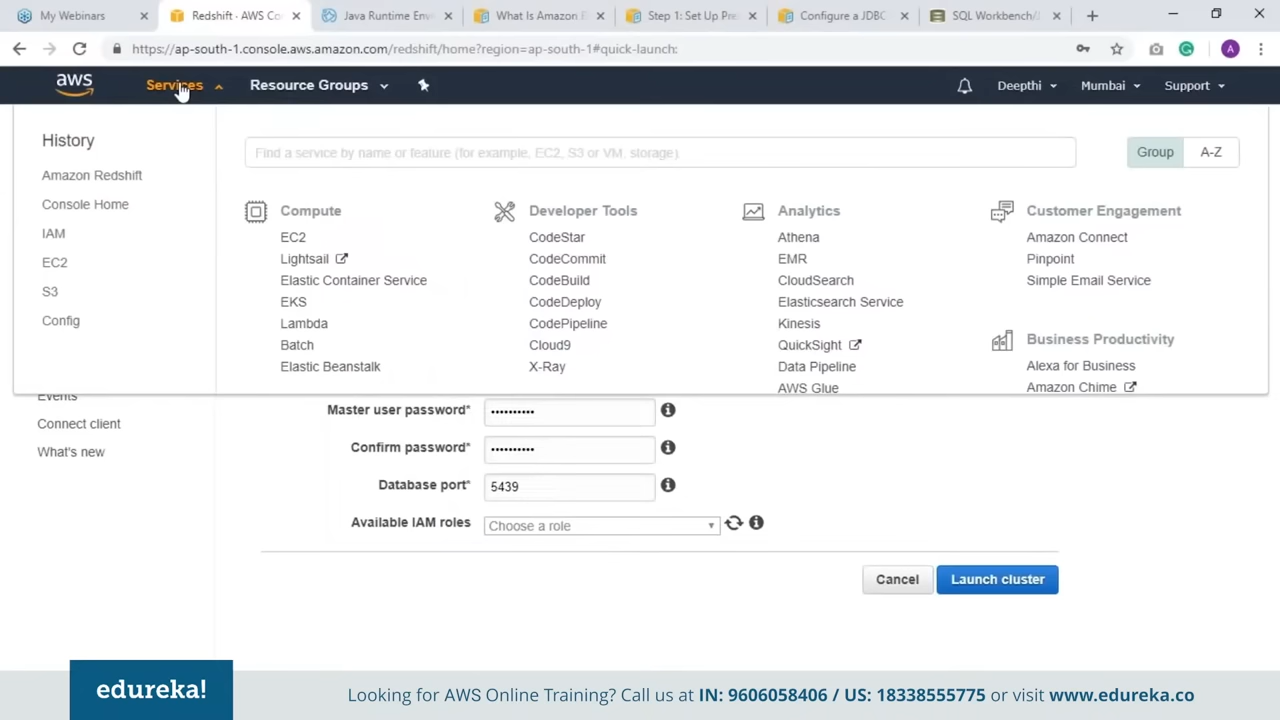 My Webinars
Redshift · AWS Co
Java Runtime Env
What Is Amazon
Step 1: Set Up Pre
Configure a JDBC
SQL Workbench/J
https://ap-south-1.console.aws.amazon.com/redshift/home?region=ap-south-1#quick-launch:
A
aws
Services
Resource Groups
Deepthi
Mumbai
Support
History
Amazon Redshift
Console Home
IAM
EC2
S3
Config
Find a service by name or feature (for example, EC2, S3 or VM, storage).
Group
A-Z
Compute
EC2
Lightsail
Elastic Container Service
EKS
Lambda
Batch
Elastic Beanstalk
Developer Tools
CodeStar
CodeCommit
CodeBuild
CodeDeploy
CodePipeline
Cloud9
X-Ray
Analytics
Athena
EMR
CloudSearch
Elasticsearch Service
Kinesis
QuickSight
Data Pipeline
AWS Glue
Customer Engagement
Amazon Connect
Pinpoint
Simple Email Service
Business Productivity
Alexa for Business
Amazon Chime
Events
Connect client
What's new
Master user password*
••••••••••
Confirm password*
••••••••••
Database port*
5439
Available IAM roles
Choose a role
Cancel
Launch cluster
edureka!
Looking for AWS Online Training? Call us at IN: 9606058406 / US: 18338555775 or visit www.edureka.co